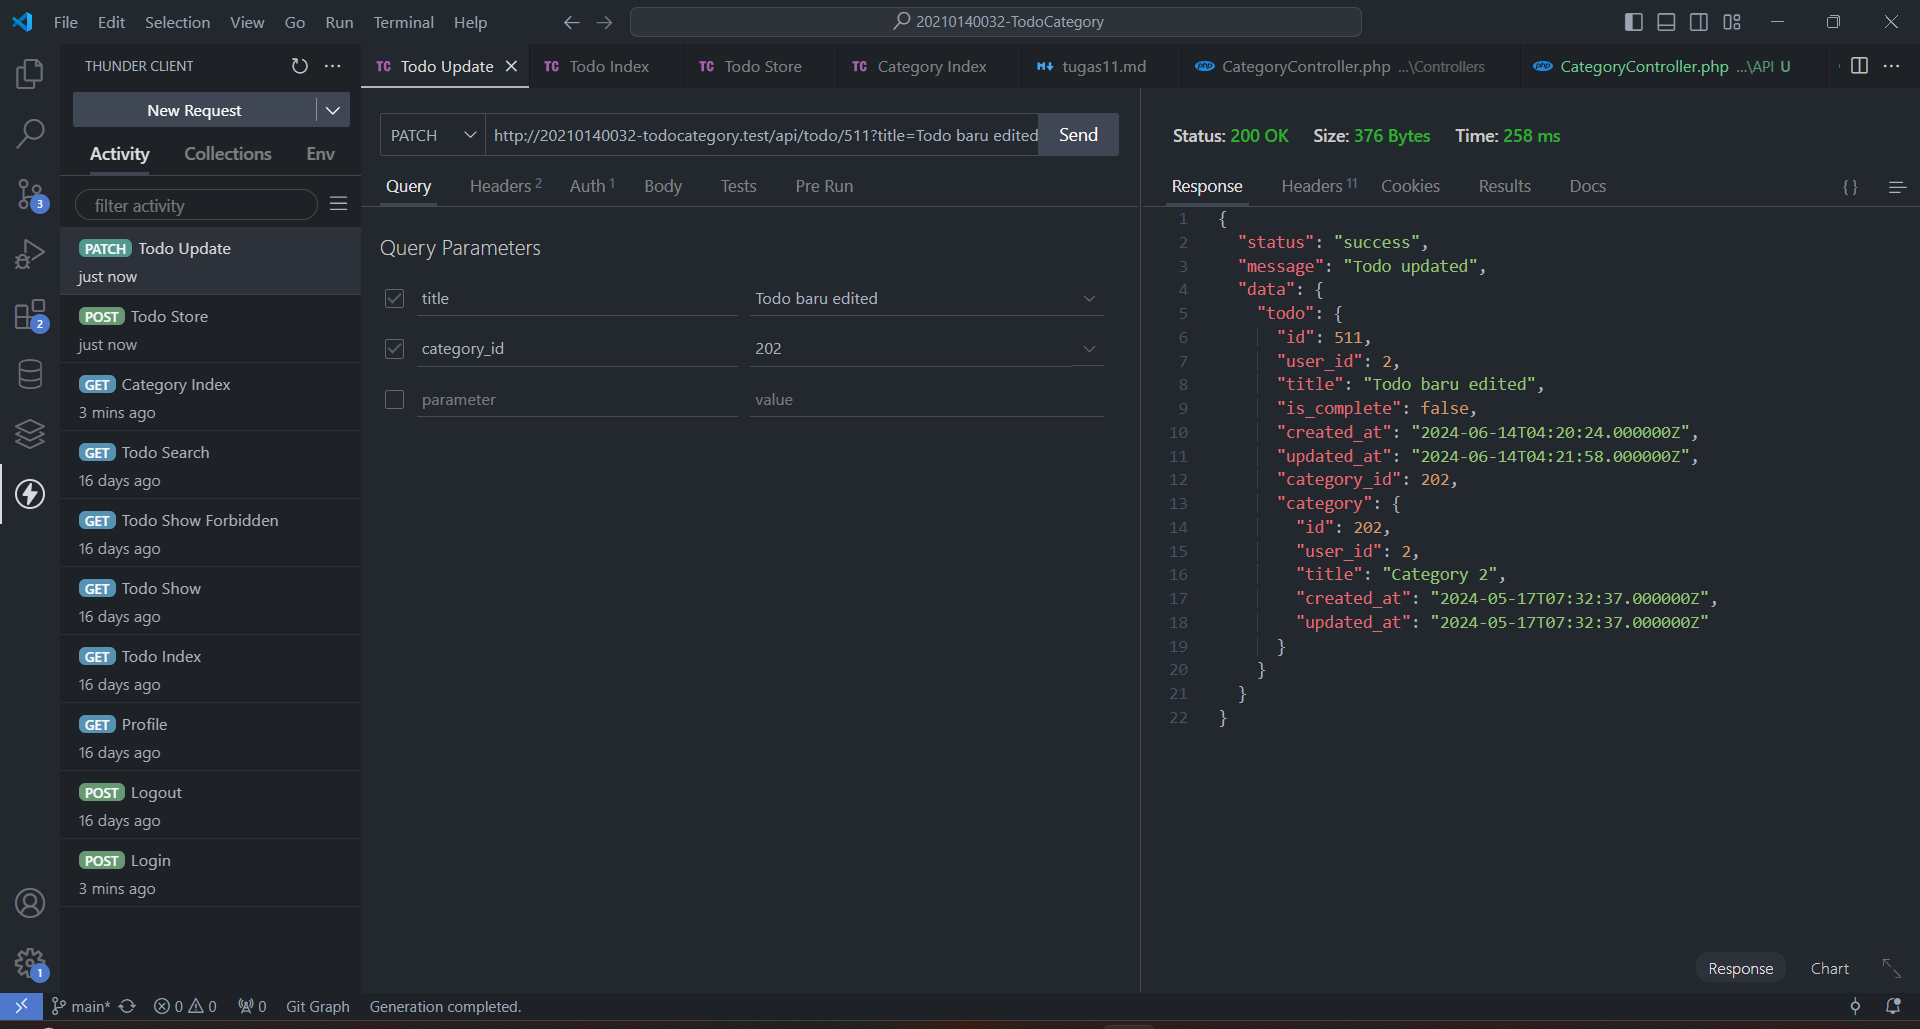 File Edit Selection View Go Run Terminal Help
20210140032-TodoCategory
THUNDER CLIENT
New Request
Activity Collections Env
filter activity
PATCH Todo Update
just now
POST Todo Store
just now
GET Category Index
3 mins ago
GET Todo Search
16 days ago
GET Todo Show Forbidden
16 days ago
GET Todo Show
16 days ago
GET Todo Index
16 days ago
GET Profile
16 days ago
POST Logout
16 days ago
POST Login
3 mins ago
3
2
1
TC Todo Update TC Todo Index TC Todo Store TC Category Index tugas11.md php CategoryController.php ...\Controllers php CategoryController.php ...\API U
PATCH http://20210140032-todocategory.test/api/todo/511?title=Todo baru edited Send
Query Headers 2 Auth 1 Body Tests Pre Run
Query Parameters
title Todo baru edited
category_id 202
parameter value
Status: 200 OK Size: 376 Bytes Time: 258 ms
Response Headers 11 Cookies Results Docs { }
1 {
2 "status": "success",
3 "message": "Todo updated",
4 "data": {
5 "todo": {
6 "id": 511,
7 "user_id": 2,
8 "title": "Todo baru edited",
9 "is_complete": false,
10 "created_at": "2024-06-14T04:20:24.000000Z",
11 "updated_at": "2024-06-14T04:21:58.000000Z",
12 "category_id": 202,
13 "category": {
14 "id": 202,
15 "user_id": 2,
16 "title": "Category 2",
17 "created_at": "2024-05-17T07:32:37.000000Z",
18 "updated_at": "2024-05-17T07:32:37.000000Z"
19 }
20 }
21 }
22 }
Response Chart
main* 0 0 0 Git Graph Generation completed.